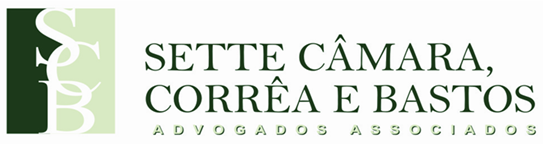 SCB
SETTE CÂMARA,
CORRÊA E BASTOS
ADVOGADOS ASSOCIADOS